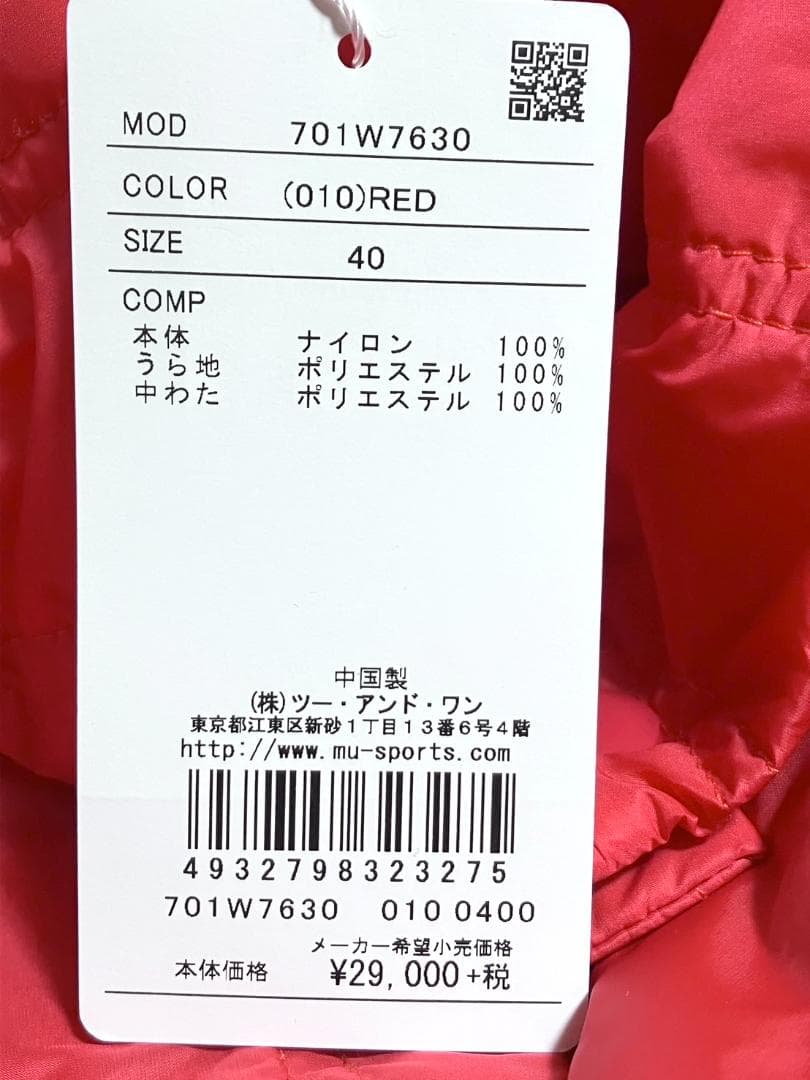 MOD 701W7630
COLOR (010)RED
SIZE 40
COMP
本体 ナイロン 100%
うら地 ポリエステル 100%
中わた ポリエステル 100%
中国製
(株)ツー・アンド・ワン
東京都江東区新砂1丁目13番6号4階
http://www.mu-sports.com
4932798323275
701W7630 010 0400
メーカー希望小売価格
本体価格 ¥29,000+税